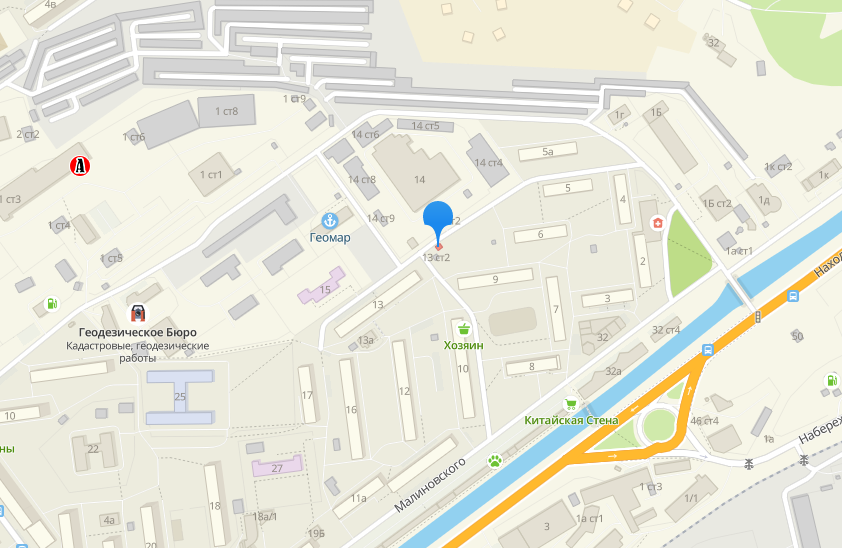 4в
32
1 ст9
1 ст8
1г
1Б
2 ст2
1 ст6
14 ст6
14 ст5
5а
14 ст4
1к ст2
1к
1 ст3
1 ст1
14 ст8
14
5
4
1Б ст2
1д
1 ст4
14 ст9
Геомар
6
1а ст1
1 ст5
13 ст2
2
Наход
15
9
13
7
3
Геодезическое Бюро
Кадастровые, геодезические
работы
13а
Хозяин
32
32 ст4
50
8
32а
10
25
17
16
12
10
Китайская Стена
46 ст4
1а
Набереж
ны
22
27
Малиновского
11а
18
4а
18а/1
19Б
20
1 ст3
1/1
1а ст1
3